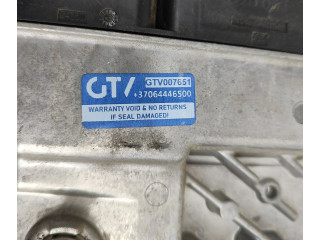 GTV GTV007651
+37064446500
WARRANTY VOID & NO RETURNS
IF SEAL DAMAGED!